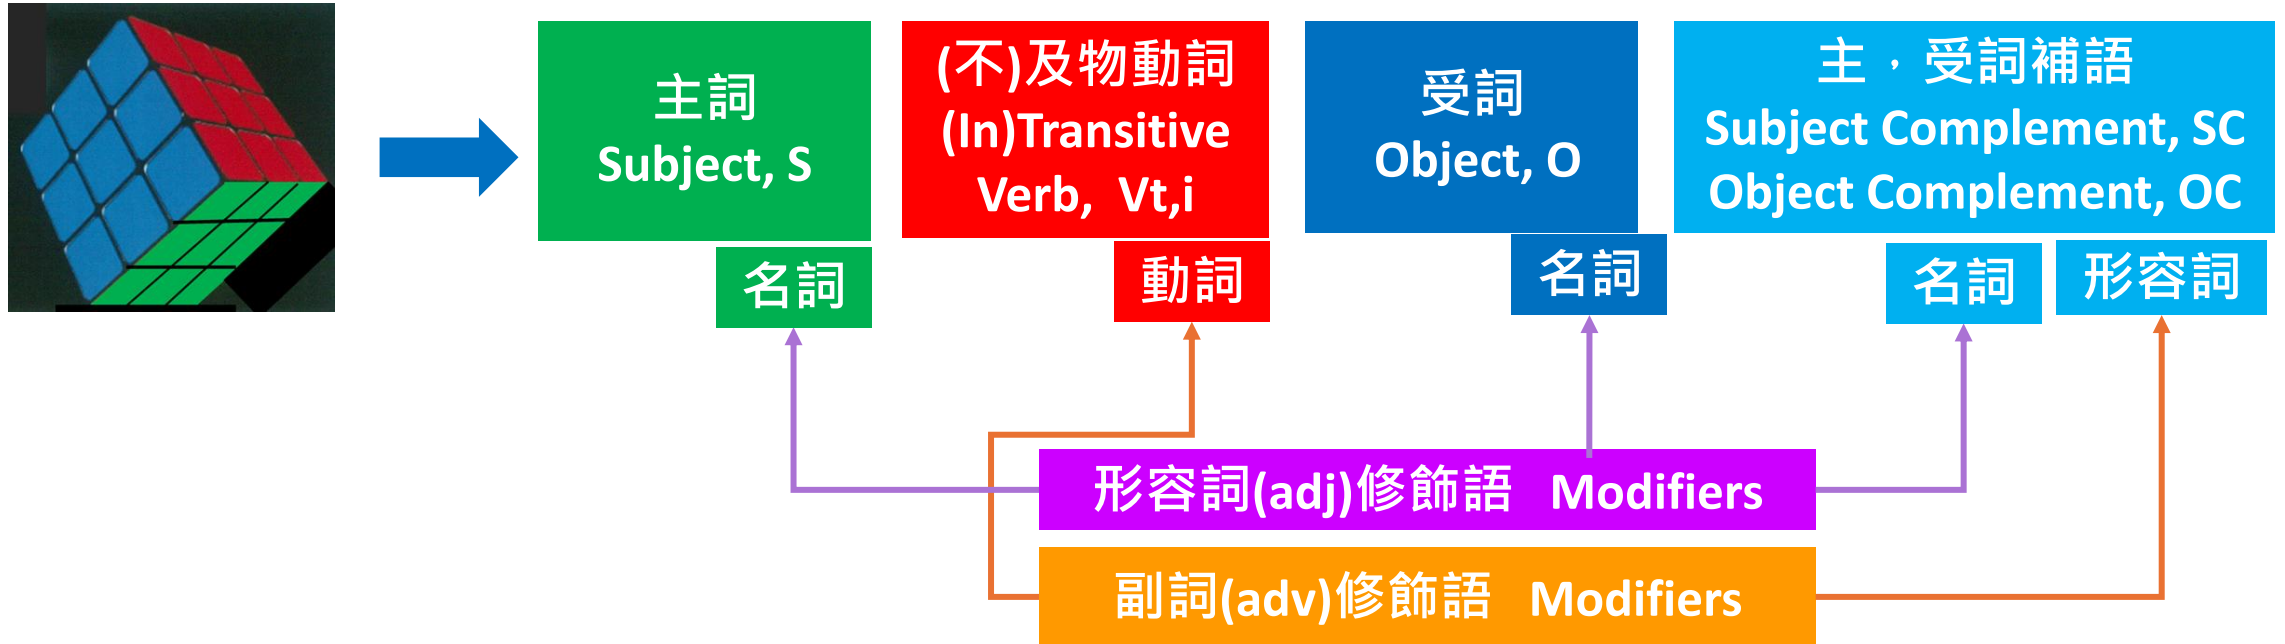 主詞
Subject, S
(不)及物動詞
(In)Transitive
Verb, Vt,i
受詞
Object, O
主，受詞補語
Subject Complement, SC
Object Complement, OC
名詞
動詞
名詞
名詞
形容詞
形容詞(adj)修飾語 Modifiers
副詞(adv)修飾語 Modifiers